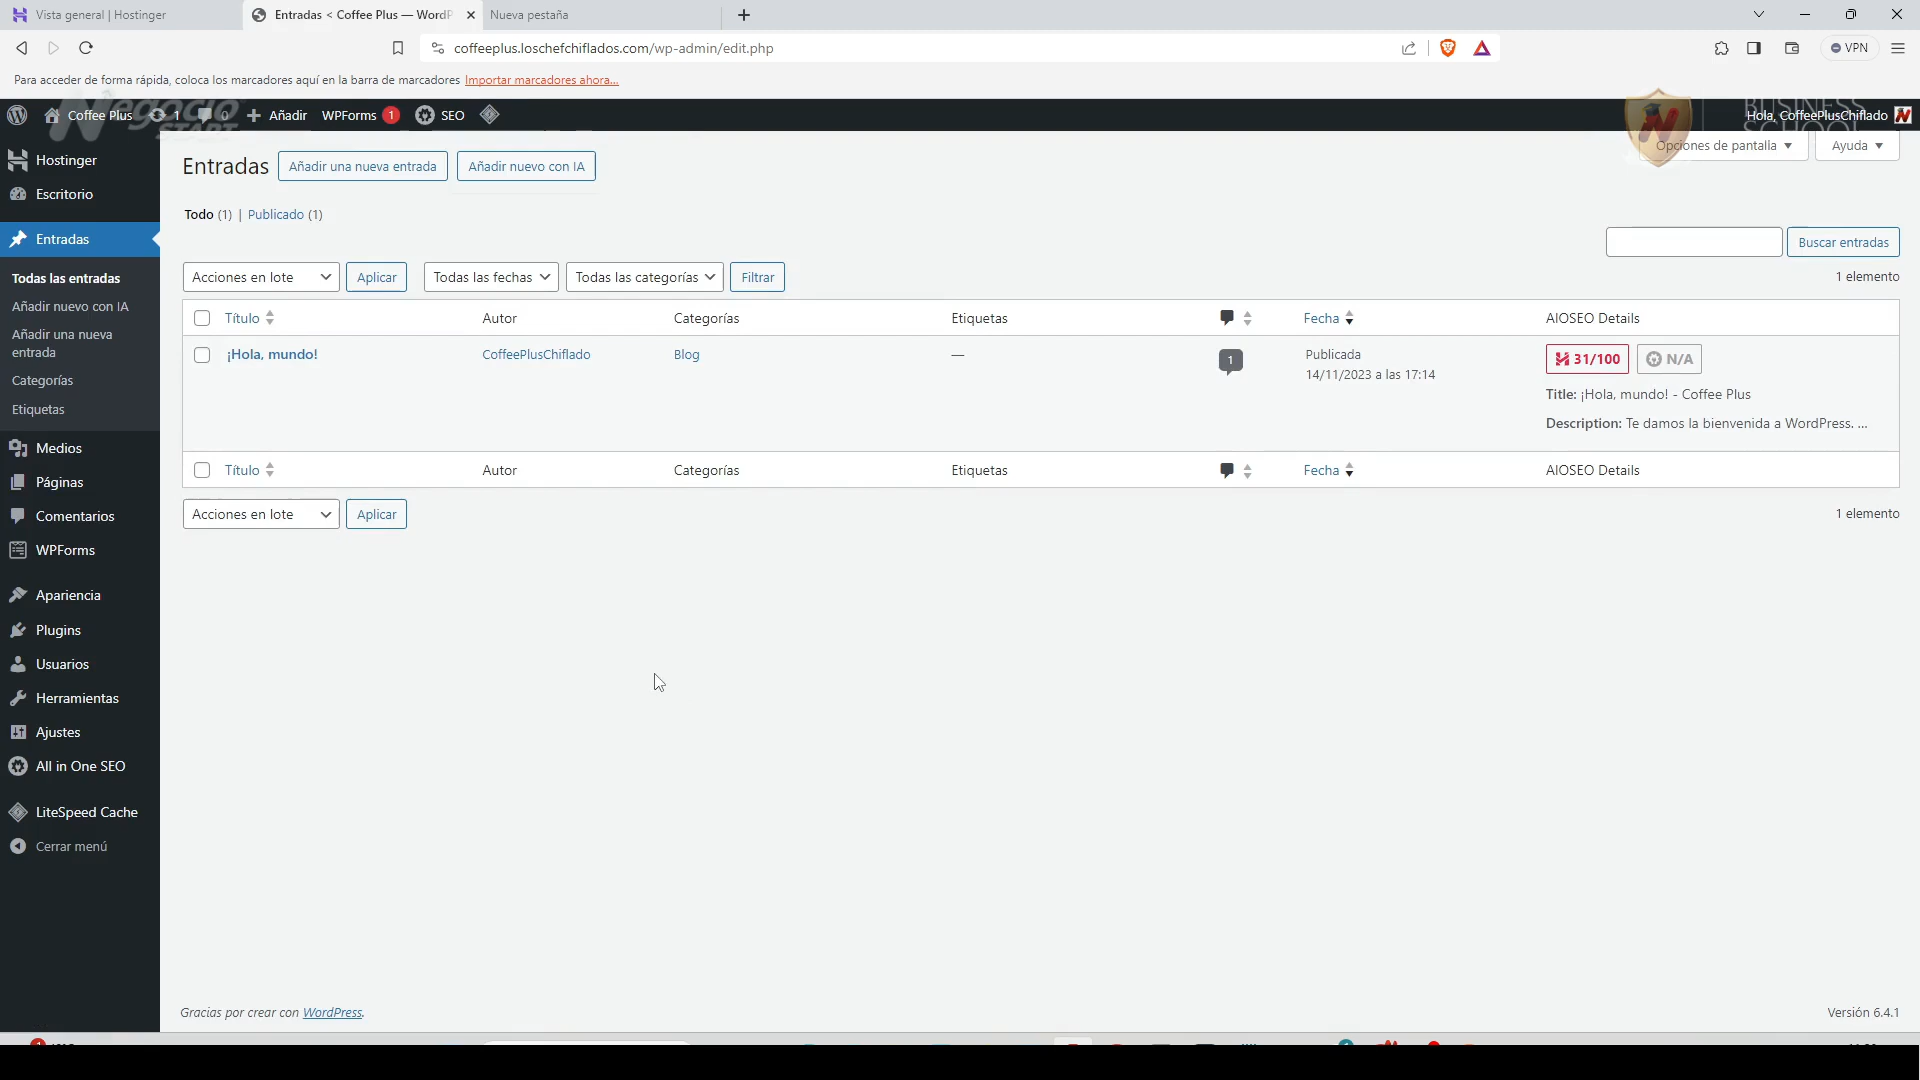 Vista general | Hostinger
Entradas < Coffee Plus — WordP
Nueva pestaña
coffeeplus.loschefchiflados.com/wp-admin/edit.php
VPN
Para acceder de forma rápida, coloca los marcadores aquí en la barra de marcadores Importar marcadores ahora...
Negocio
START
Coffee Plus
1
0
Añadir
WPForms 1
SEO
BUSINESS
SCHOOL
Hola, CoffeePlusChiflado
Hostinger
Escritorio
Entradas
Todas las entradas
Añadir nuevo con IA
Añadir una nueva
entrada
Categorías
Etiquetas
Medios
Páginas
Comentarios
WPForms
Apariencia
Plugins
Usuarios
Herramientas
Ajustes
All in One SEO
LiteSpeed Cache
Cerrar menú
Opciones de pantalla
Ayuda
Entradas
Añadir una nueva entrada
Añadir nuevo con IA
Todo (1) | Publicado (1)
Buscar entradas
Acciones en lote
Aplicar
Todas las fechas
Todas las categorías
Filtrar
1 elemento
Título Autor Categorías Etiquetas Fecha AIOSEO Details
¡Hola, mundo!
CoffeePlusChiflado
Blog
—
1
Publicada
14/11/2023 a las 17:14
31/100
N/A
Title: ¡Hola, mundo! - Coffee Plus
Description: Te damos la bienvenida a WordPress. ...
Título Autor Categorías Etiquetas Fecha AIOSEO Details
Acciones en lote
Aplicar
1 elemento
Gracias por crear con WordPress.
Versión 6.4.1